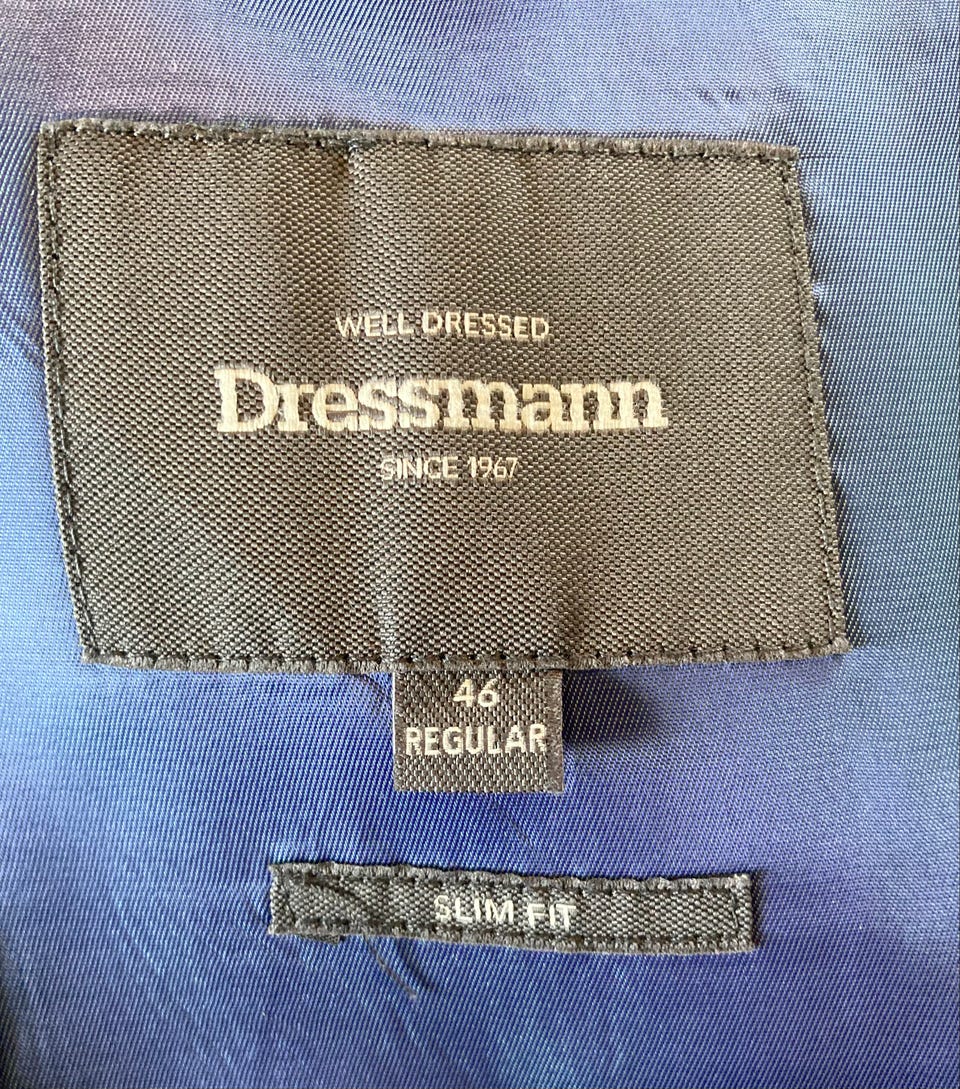 WELL DRESSED
Dressmann
SINCE 1967
46
REGULAR
SLIM FIT